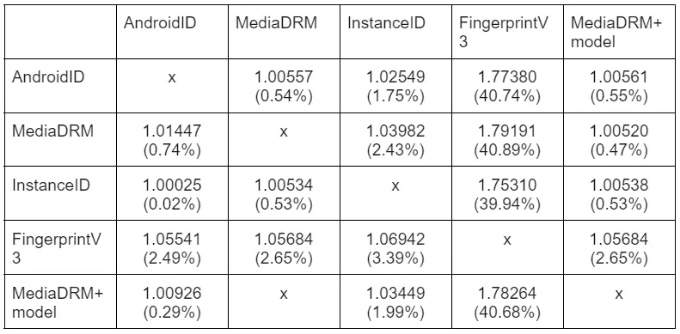 AndroidID MediaDRM InstanceID FingerprintV MediaDRM+
3 model
AndroidID x 1.00557 1.02549 1.77380 1.00561
(0.54%) (1.75%) (40.74%) (0.55%)
MediaDRM 1.01447 x 1.03982 1.79191 1.00520
(0.74%) (2.43%) (40.89%) (0.47%)
InstanceID 1.00025 1.00534 x 1.75310 1.00538
(0.02%) (0.53%) (39.94%) (0.53%)
FingerprintV 1.05541 1.05684 1.06942 x 1.05684
3 (2.49%) (2.65%) (3.39%) (2.65%)
MediaDRM+ 1.00926 x 1.03449 1.78264 x
model (0.29%) (1.99%) (40.68%)